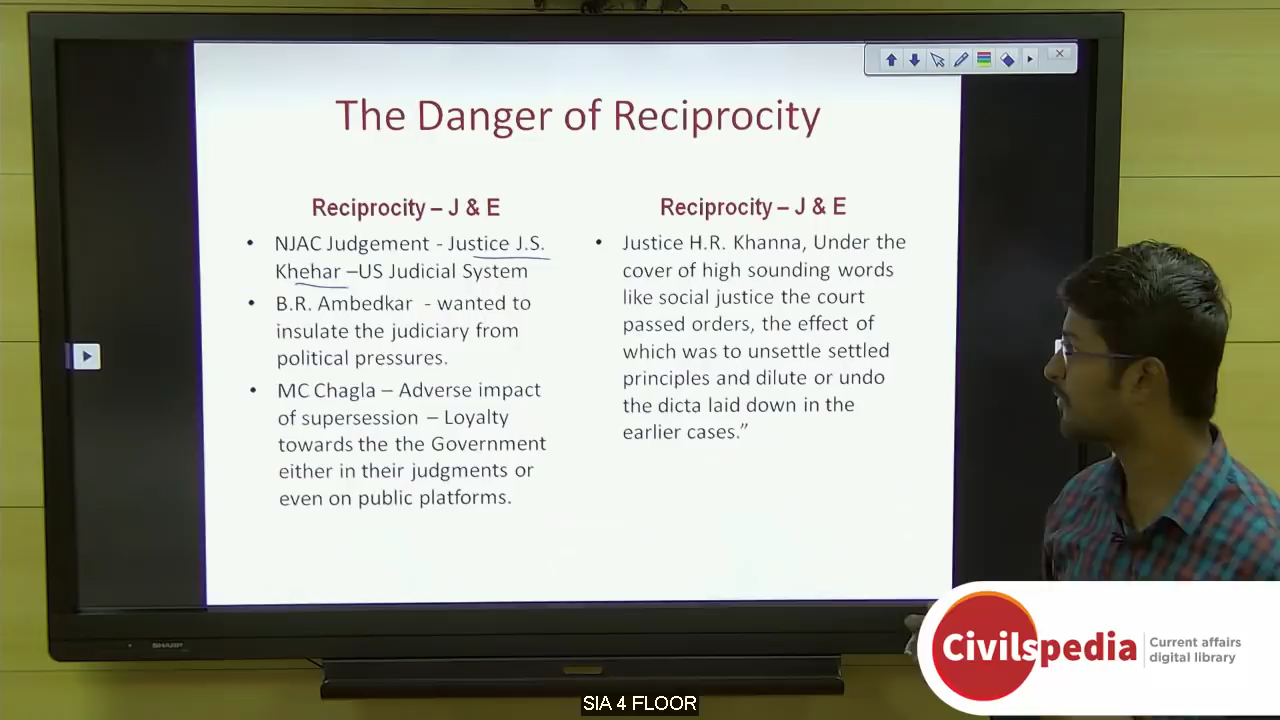 The Danger of Reciprocity
Reciprocity – J & E
• NJAC Judgement - Justice J.S.
Khehar –US Judicial System
• B.R. Ambedkar - wanted to
insulate the judiciary from
political pressures.
• MC Chagla – Adverse impact
of supersession – Loyalty
towards the the Government
either in their judgments or
even on public platforms.
Reciprocity – J & E
• Justice H.R. Khanna, Under the
cover of high sounding words
like social justice the court
passed orders, the effect of
which was to unsettle settled
principles and dilute or undo
the dicta laid down in the
earlier cases.”
SHARP
Civilspedia
Current affairs
digital library
SIA 4 FLOOR